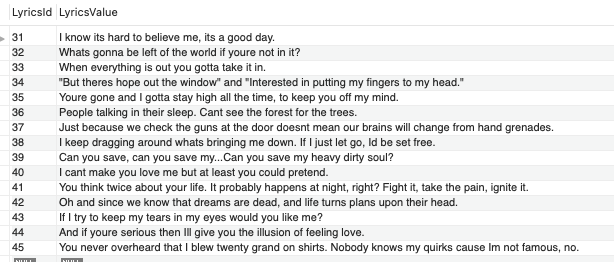 LyricsId LyricsValue
31 I know its hard to believe me, its a good day.
32 Whats gonna be left of the world if youre not in it?
33 When everything is out you gotta take it in.
34 "But theres hope out the window" and "Interested in putting my fingers to my head."
35 Youre gone and I gotta stay high all the time, to keep you off my mind.
36 People talking in their sleep. Cant see the forest for the trees.
37 Just because we check the guns at the door doesnt mean our brains will change from hand grenades.
38 I keep dragging around whats bringing me down. If I just let go, Id be set free.
39 Can you save, can you save my...Can you save my heavy dirty soul?
40 I cant make you love me but at least you could pretend.
41 You think twice about your life. It probably happens at night, right? Fight it, take the pain, ignite it.
42 Oh and since we know that dreams are dead, and life turns plans upon their head.
43 If I try to keep my tears in my eyes would you like me?
44 And if youre serious then Ill give you the illusion of feeling love.
45 You never overheard that I blew twenty grand on shirts. Nobody knows my quirks cause Im not famous, no.
NULL NULL